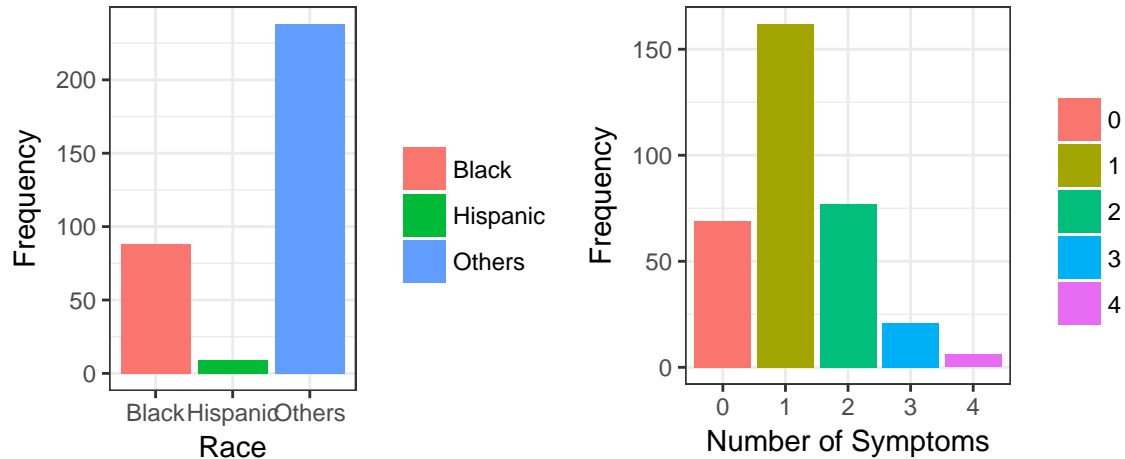 Frequency
200
150
100
50
0
Black Hispanic Others
Race
Black
Hispanic
Others
Frequency
150
100
50
0
0 1 2 3 4
Number of Symptoms
0
1
2
3
4